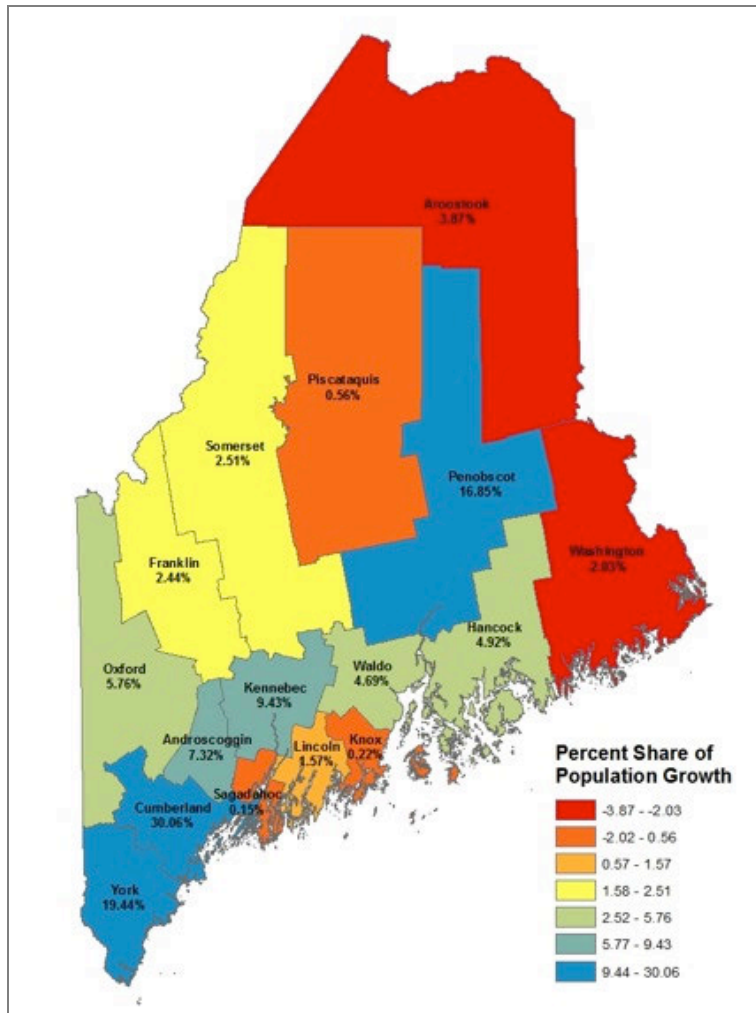 Aroostook
3.87%
Piscataquis
0.56%
Somerset
2.51%
Penobscot
16.85%
Washington
-2.03%
Franklin
2.44%
Hancock
4.92%
Oxford
5.76%
Waldo
4.69%
Kennebec
9.43%
Androscoggin
7.32%
Lincoln
1.57%
Knox
0.22%
Sagadahoc
0.15%
Cumberland
30.06%
York
19.44%
Percent Share of
Population Growth
-3.87 - -2.03
-2.02 - 0.56
0.57 - 1.57
1.58 - 2.51
2.52 - 5.76
5.77 - 9.43
9.44 - 30.06